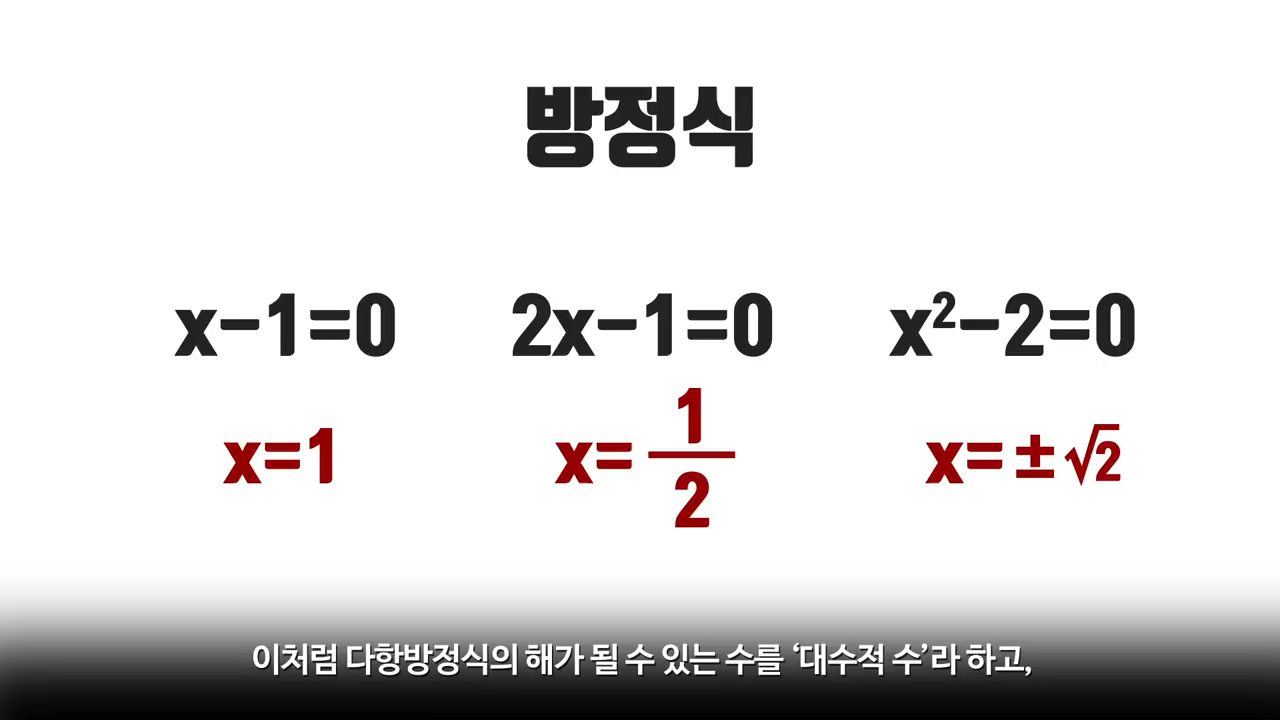 방정식
x−1=0 2x−1=0 x²−2=0
x=1 x=1/2 x=±√2
이처럼 다항방정식의 해가 될 수 있는 수를 ‘대수적 수’라 하고,